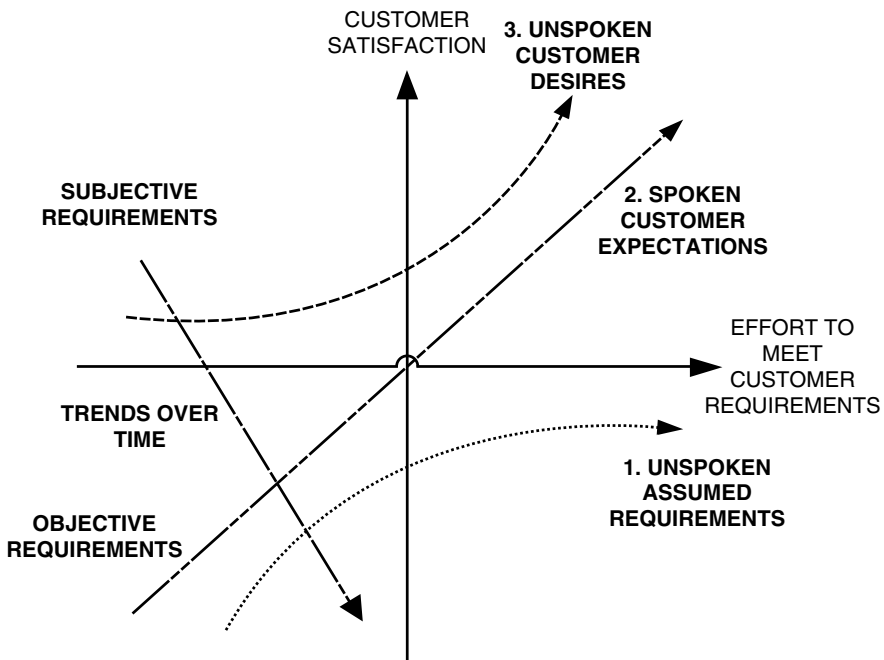 CUSTOMER
SATISFACTION
3. UNSPOKEN
CUSTOMER
DESIRES
SUBJECTIVE
REQUIREMENTS
2. SPOKEN
CUSTOMER
EXPECTATIONS
EFFORT TO
MEET
CUSTOMER
REQUIREMENTS
TRENDS OVER
TIME
1. UNSPOKEN
ASSUMED
REQUIREMENTS
OBJECTIVE
REQUIREMENTS